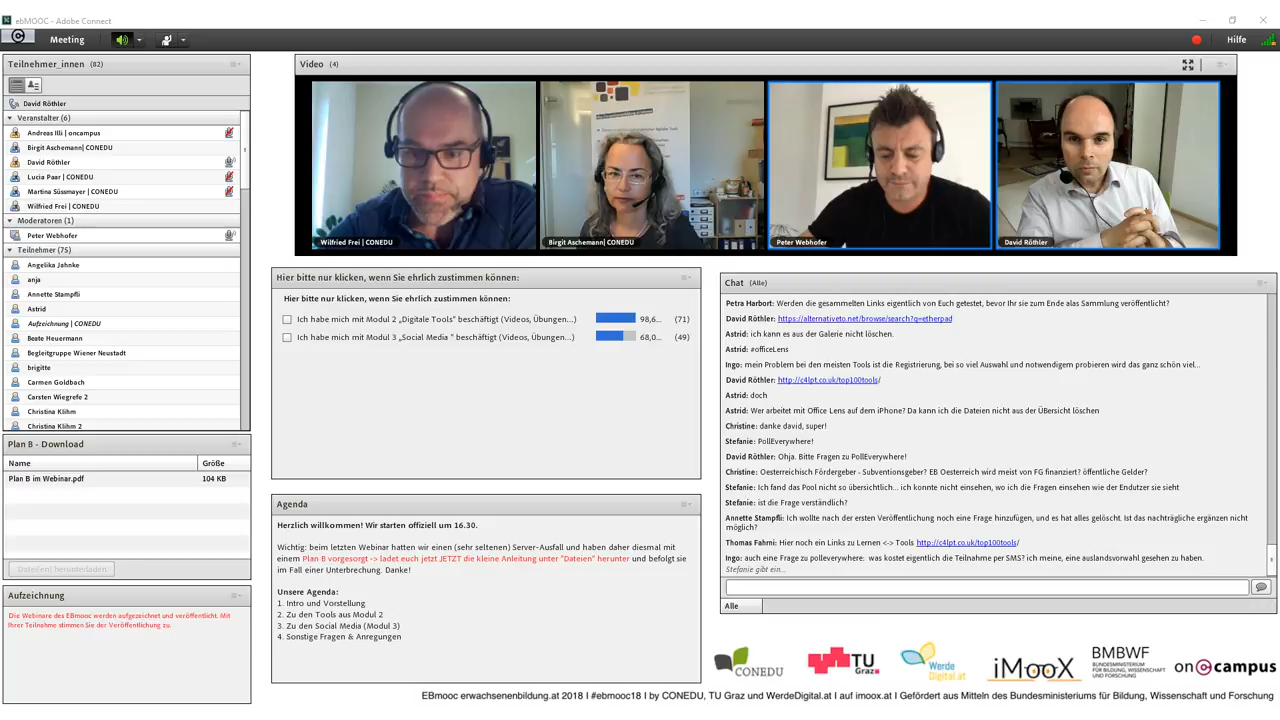 ebMOOC - Adobe Connect
Meeting
Hilfe
Teilnehmer_innen (82)
David Röthler
Veranstalter (6)
Andreas Illi | oncampus
Birgit Aschemann| CONEDU
David Röthler
Lucia Paar | CONEDU
Martina Süssmayer | CONEDU
Wilfried Frei | CONEDU
Moderatoren (1)
Peter Webhofer
Teilnehmer (75)
Angelika Jahnke
anja
Annette Stampfli
Astrid
Aufzeichnung | CONEDU
Beate Heuermann
Begleitgruppe Wiener Neustadt
brigitte
Carmen Goldbach
Carsten Wiegrefe 2
Christina Klihm
Christina Klihm 2
Plan B - Download
Name Größe
Plan B im Webinar.pdf 104 KB
Datei(en) herunterladen
Aufzeichnung
Die Webinare des EBmooc werden aufgezeichnet und veröffentlicht. Mit
Ihrer Teilnahme stimmen Sie der Veröffentlichung zu.
Video (4)
Wilfried Frei | CONEDU
Birgit Aschemann| CONEDU
Peter Webhofer
David Röthler
Hier bitte nur klicken, wenn Sie ehrlich zustimmen können:
Hier bitte nur klicken, wenn Sie ehrlich zustimmen können:
Ich habe mich mit Modul 2 „Digitale Tools" beschäftigt (Videos, Übungen...) 98,6... (71)
Ich habe mich mit Modul 3 „Social Media " beschäftigt (Videos, Übungen...) 68,0... (49)
Agenda
Herzlich willkommen! Wir starten offiziell um 16.30.
Wichtig: beim letzten Webinar hatten wir einen (sehr seltenen) Server-Ausfall und haben daher diesmal mit
einem Plan B vorgesorgt -> ladet euch jetzt JETZT die kleine Anleitung unter "Dateien" herunter und befolgt sie
im Fall einer Unterbrechung. Danke!
Unsere Agenda:
1. Intro und Vorstellung
2. Zu den Tools aus Modul 2
3. Zu den Social Media (Modul 3)
4. Sonstige Fragen & Anregungen
Chat (Alle)
Petra Harbort: Werden die gesammelten Links eigentlich von Euch getestet, bevor Ihr sie zum Ende alas Sammlung veröffentlicht?
David Röthler: https://alternativeto.net/browse/search?q=etherpad
Astrid: ich kann es aus der Galerie nicht löschen.
Astrid: #officeLens
Ingo: mein Problem bei den meisten Tools ist die Registrierung, bei so viel Auswahl und notwendigem probieren wird das ganz schön viel...
David Röthler: http://c4lpt.co.uk/top100tools/
Astrid: doch
Astrid: Wer arbeitet mit Office Lens auf dem iPhone? Da kann ich die Dateien nicht aus der ÜBersicht löschen
Christine: danke david, super!
Stefanie: PollEverywhere!
David Röthler: Ohja. Bitte Fragen zu PollEverywhere!
Christine: Oesterreichisch Fördergeber - Subventionsgeber? EB Oesterreich wird meist von FG finanziert? öffentliche Gelder?
Stefanie: Ich fand das Pool nicht so übersichtlich... ich konnte nicht einsehen, wo ich die Fragen einsehen wie der Endutzer sie sieht
Stefanie: ist die Frage verständlich?
Annette Stampfli: Ich wollte nach der ersten Veröffentlichung noch eine Frage hinzufügen, und es hat alles gelöscht. Ist das nachträgliche ergänzen nicht
möglich?
Thomas Fahrni: Hier noch ein Links zu Lernen <-> Tools http://c4lpt.co.uk/top100tools/
Ingo: auch eine Frage zu polleverywhere: was kostet eigentlich die Teilnahme per SMS? ich meine, eine auslandsvorwahl gesehen zu haben.
Stefanie gibt ein...
Alle
CONEDU
TU Graz
Werde Digital.at
iMooX
BMBWF
BUNDESMINISTERIUM
FÜR BILDUNG, WISSENSCHAFT
UND FORSCHUNG
oncampus
EBmooc erwachsenenbildung.at 2018 I #ebmooc18 I by CONEDU, TU Graz und WerdeDigital.at I auf imoox.at I Gefördert aus Mitteln des Bundesministeriums für Bildung, Wissenschaft und Forschung